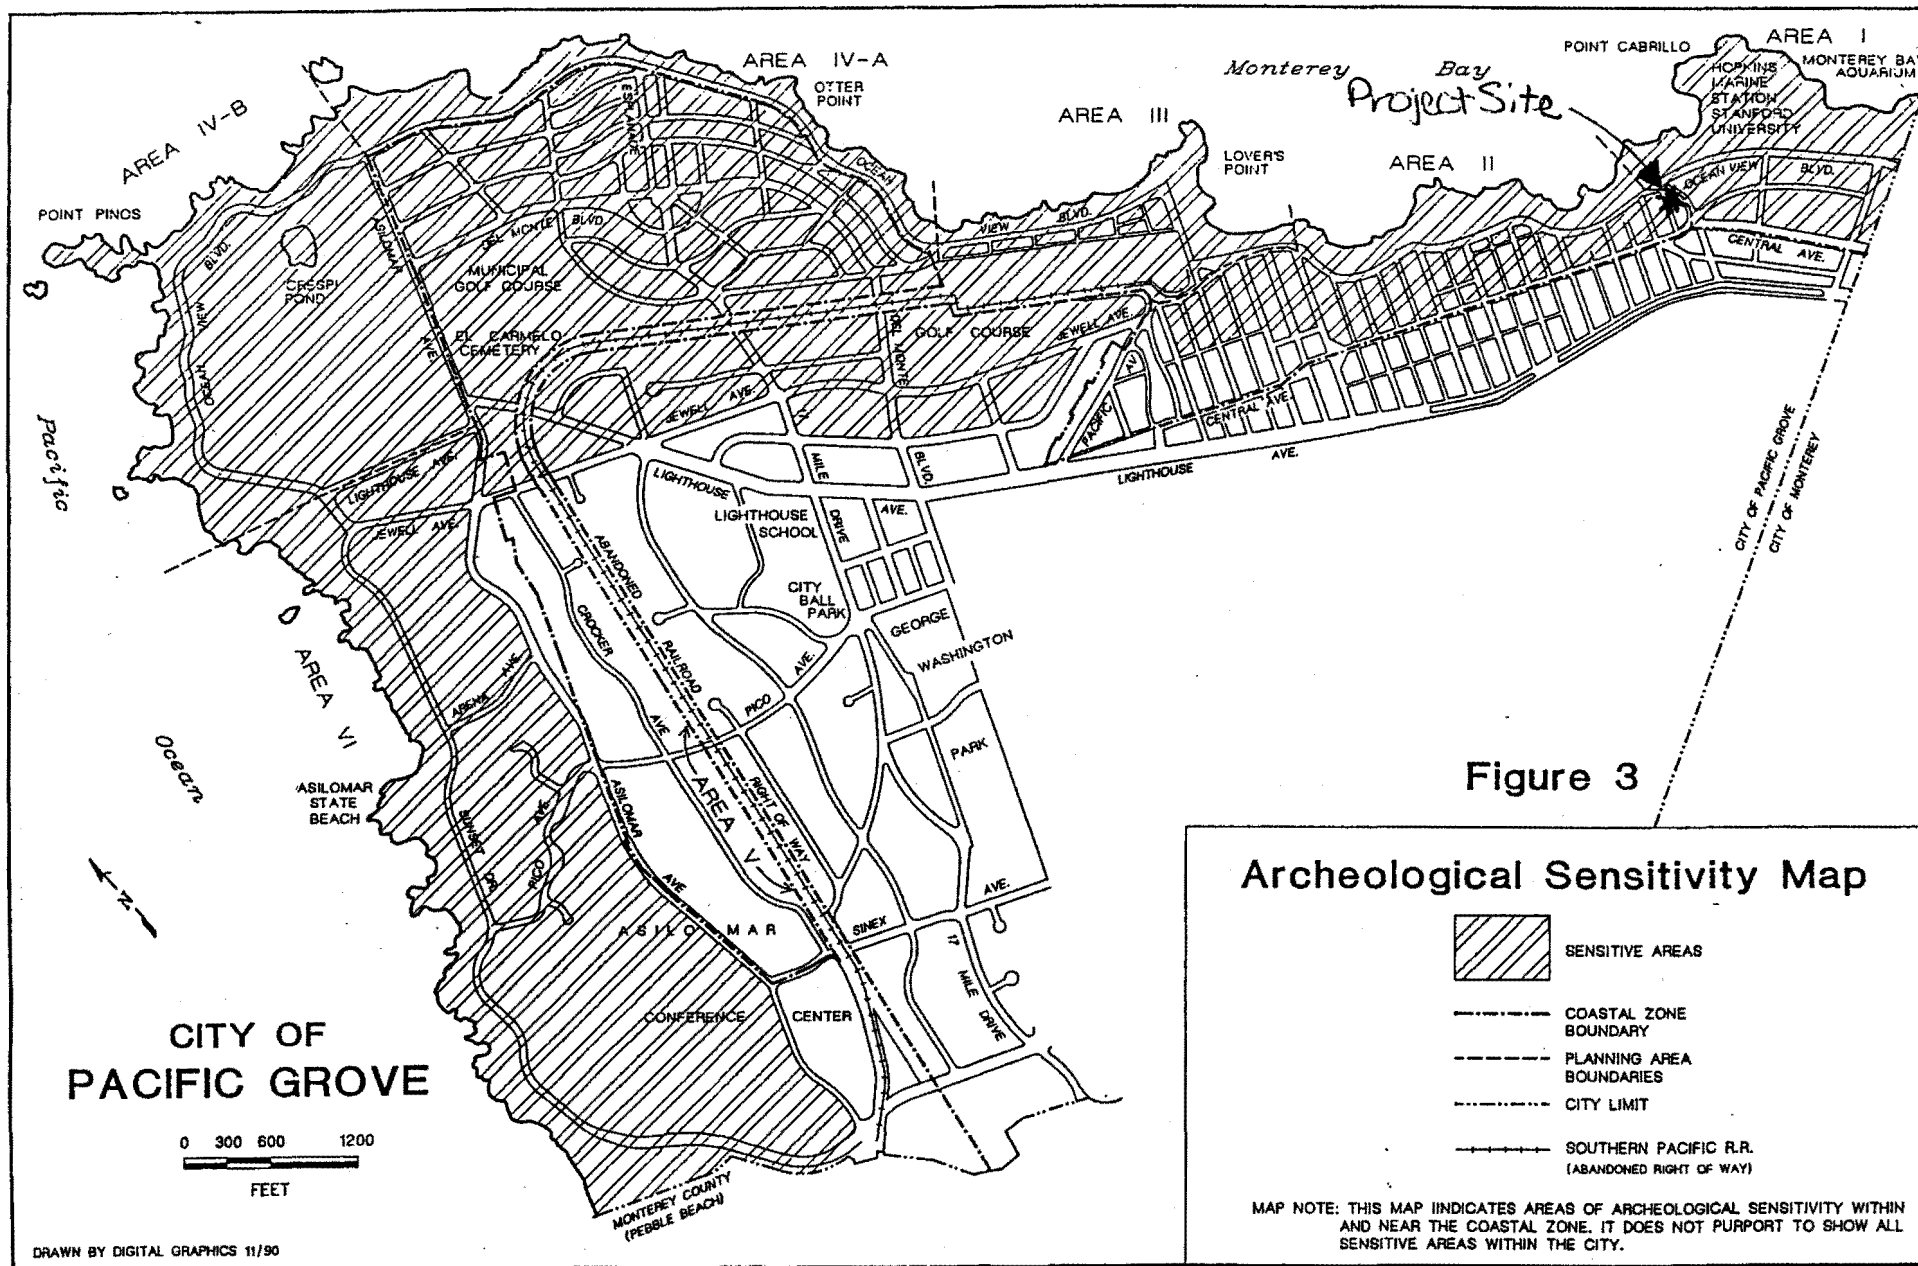 AREA IV-B
AREA IV-A
OTTER
POINT
Monterey Bay
Project Site
AREA III
LOVER'S
POINT
AREA II
POINT CABRILLO
AREA I
MONTEREY BAY
AQUARIUM
HOPKINS
MARINE
STATION
STANFORD
UNIVERSITY
OCEAN VIEW BLVD.
CENTRAL AVE.
POINT PINOS
BLVD.
VIEW
OCEAN
CRESPI
POND
ASILOMAR
AVE.
ESPLANADE
OCEAN
VIEW BLVD.
DEL MONTE BLVD.
MUNICIPAL
GOLF COURSE
EL CARMELO
CEMETERY
DEL MONTE
BLVD.
GOLF COURSE
JEWELL AVE.
JEWELL AVE.
PACIFIC
AV
CENTRAL AVE.
LIGHTHOUSE AVE.
LIGHTHOUSE AVE.
JEWELL AVE.
LIGHTHOUSE
AVE.
LIGHTHOUSE
SCHOOL
17
MILE
DRIVE
CITY
BALL
PARK
GEORGE
WASHINGTON
PARK
ABANDONED
RAILROAD
RIGHT OF WAY
CROCKER
AVE
PICO AVE.
AREA V
Pacific
Ocean
AREA VI
ASILOMAR
STATE
BEACH
ARENA AVE.
SUNSET
DR.
PICO
AVE.
ASILOMAR
AVE
ASILOMAR
CONFERENCE CENTER
SINEX AVE.
17
MILE
DRIVE
CITY OF PACIFIC GROVE
CITY OF MONTEREY
N
CITY OF
PACIFIC GROVE
0 300 600 1200
FEET
MONTEREY COUNTY
(PEBBLE BEACH)
DRAWN BY DIGITAL GRAPHICS 11/90
Figure 3
Archeological Sensitivity Map
SENSITIVE AREAS
COASTAL ZONE
BOUNDARY
PLANNING AREA
BOUNDARIES
CITY LIMIT
SOUTHERN PACIFIC R.R.
(ABANDONED RIGHT OF WAY)
MAP NOTE: THIS MAP IINDICATES AREAS OF ARCHEOLOGICAL SENSITIVITY WITHIN
AND NEAR THE COASTAL ZONE. IT DOES NOT PURPORT TO SHOW ALL
SENSITIVE AREAS WITHIN THE CITY.